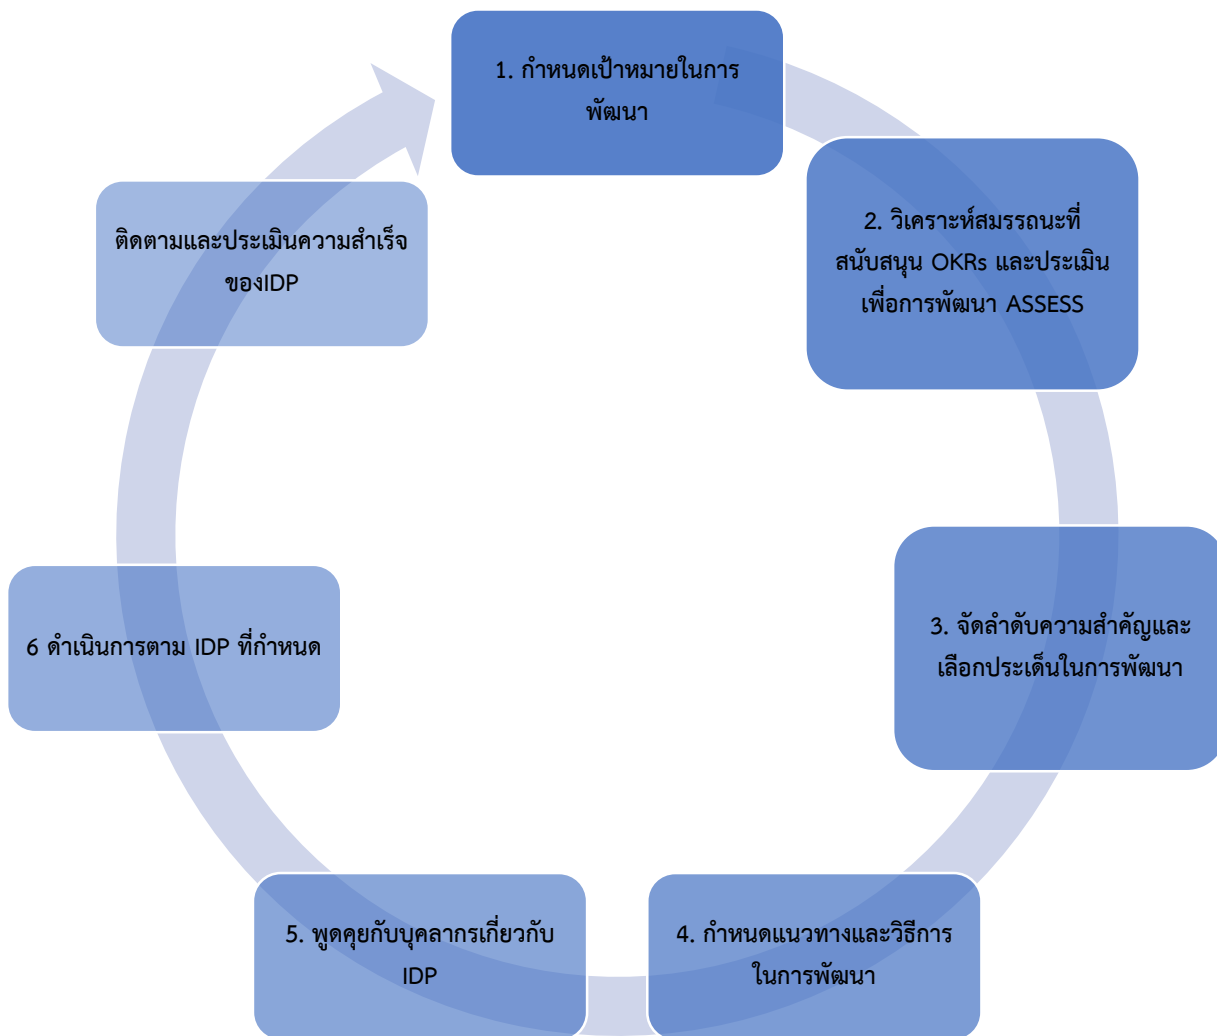 1. กำหนดเป้าหมายในการ
พัฒนา
2. วิเคราะห์สมรรถนะที่
สนับสนุน OKRs และประเมิน
เพื่อการพัฒนา ASSESS
3. จัดลำดับความสำคัญและ
เลือกประเด็นในการพัฒนา
4. กำหนดแนวทางและวิธีการ
ในการพัฒนา
5. พูดคุยกับบุคลากรเกี่ยวกับ
IDP
6 ดำเนินการตาม IDP ที่กำหนด
ติดตามและประเมินความสำเร็จ
ของIDP